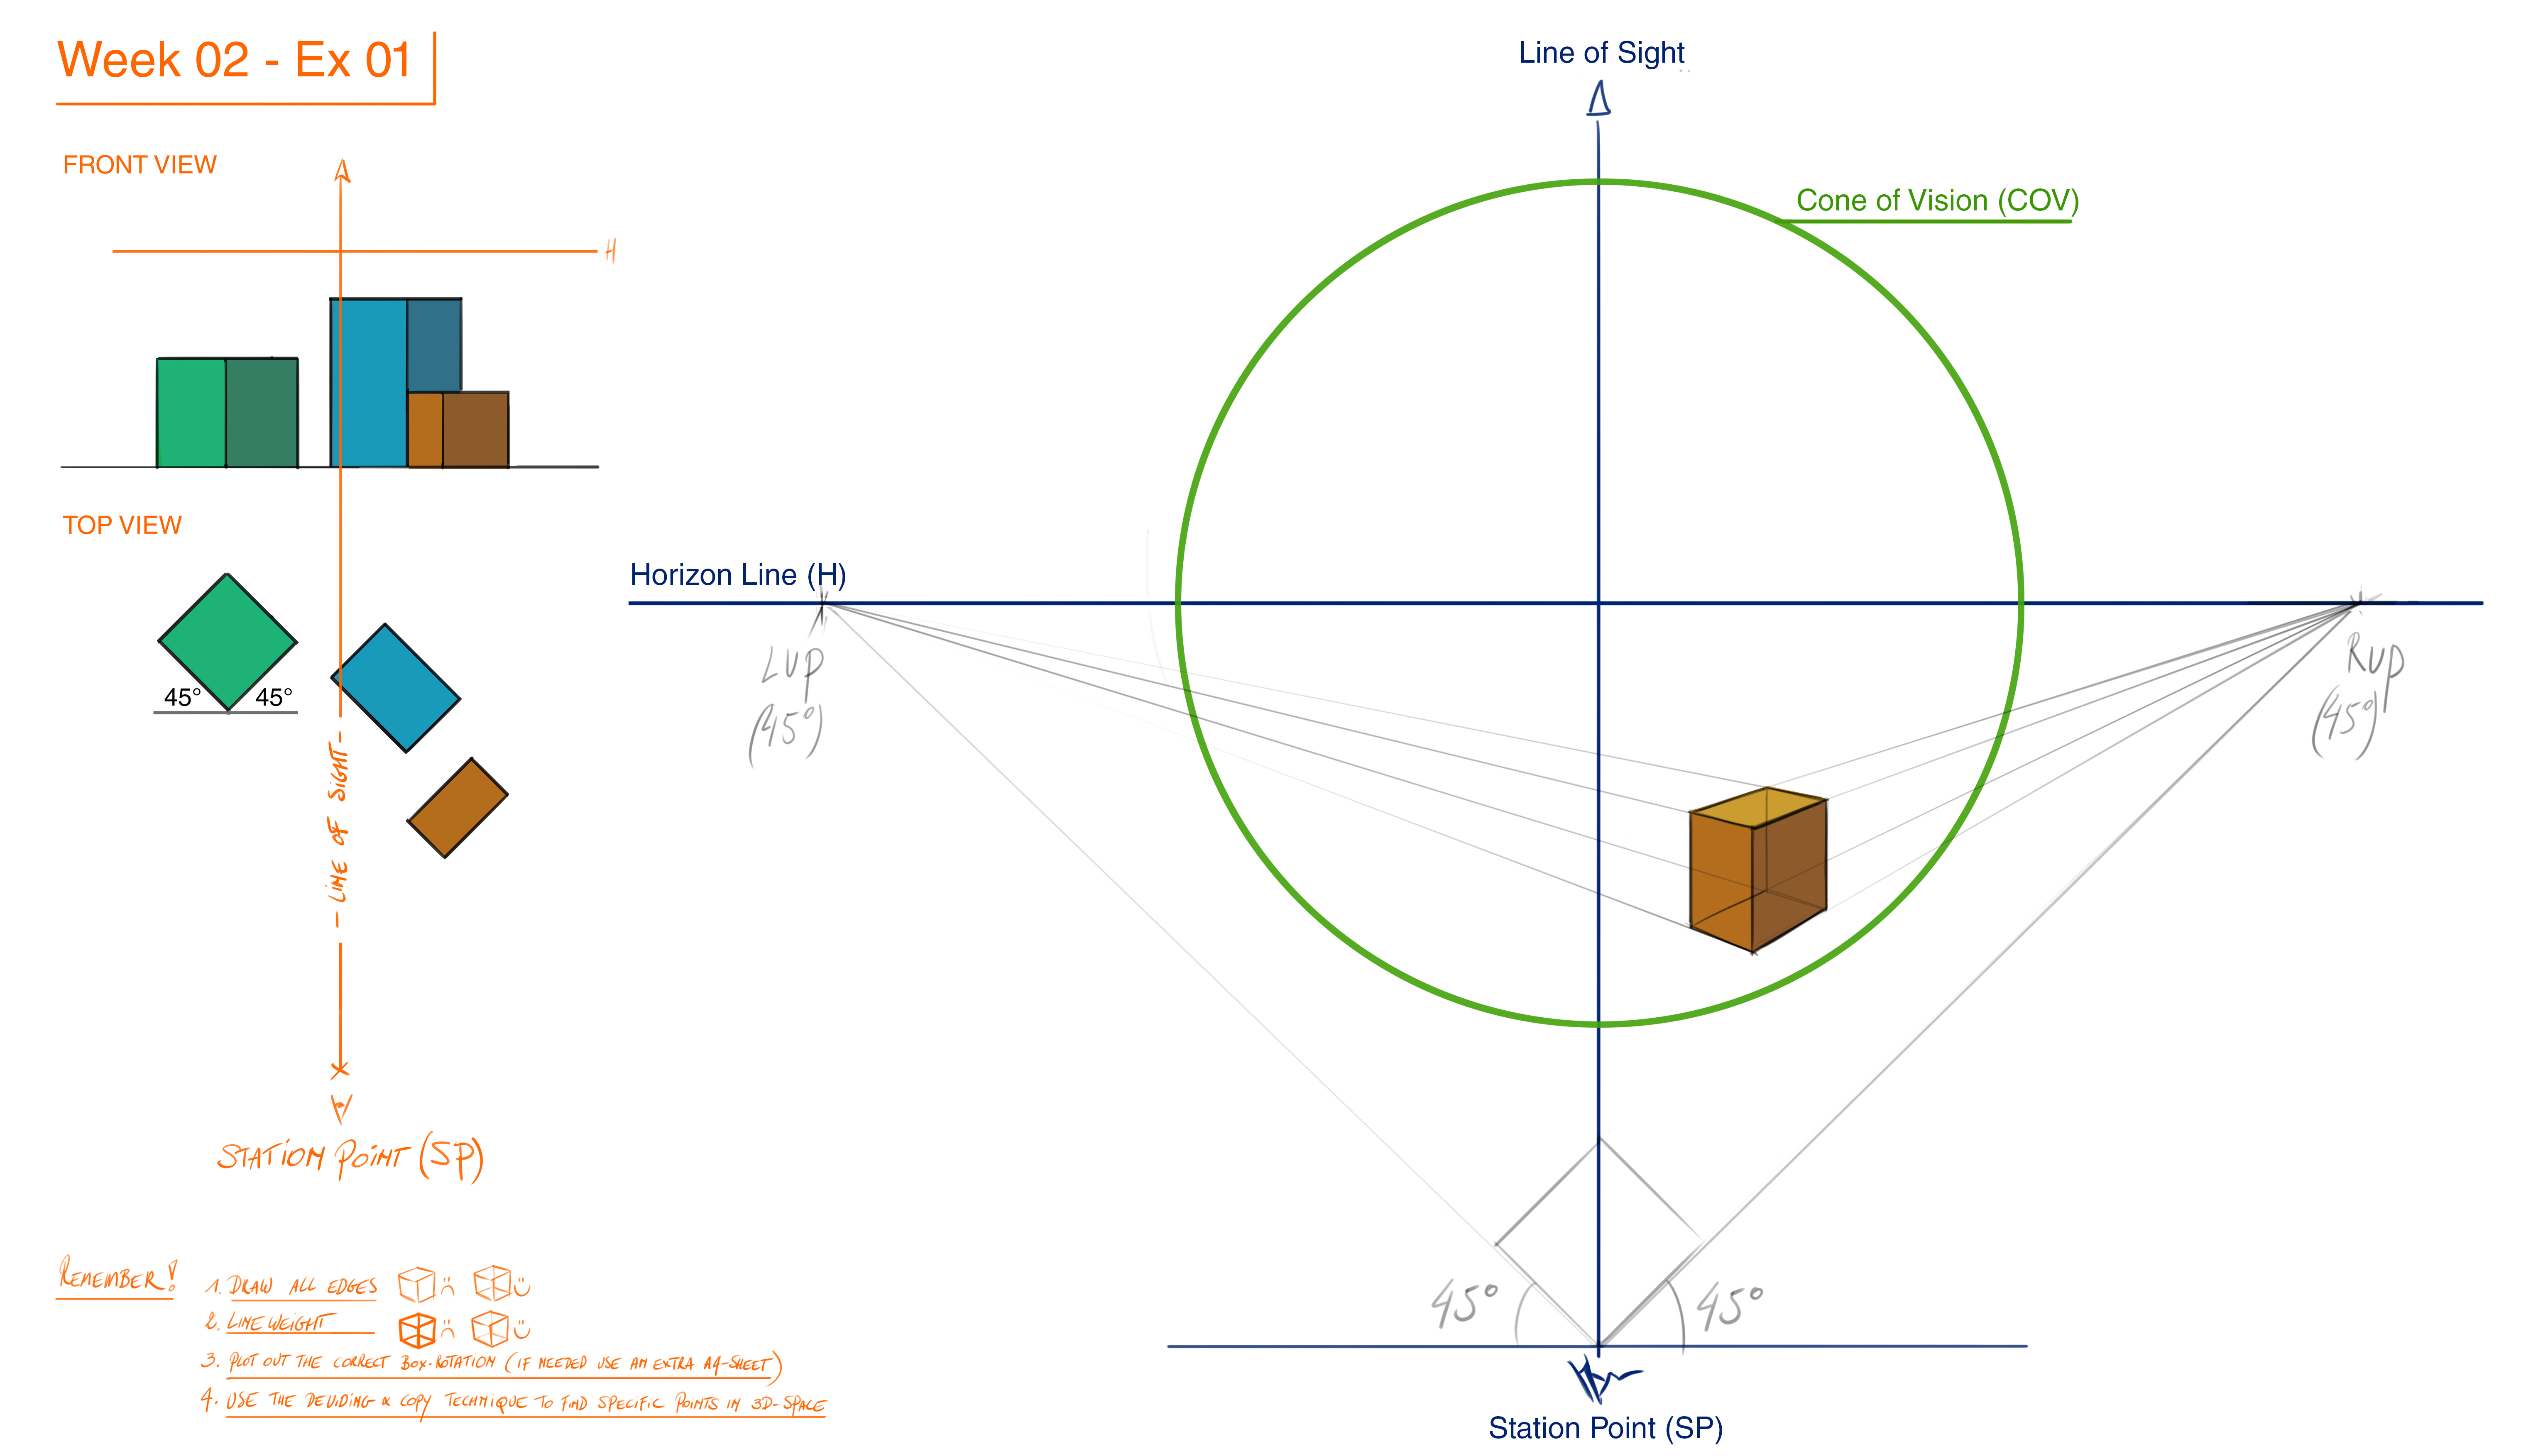 Week 02 - Ex 01
FRONT VIEW
H
TOP VIEW
45° 45°
- LINE OF SIGHT -
STATION POINT (SP)
REMEMBER!
1. DRAW ALL EDGES
2. LINE WEIGHT
3. PLOT OUT THE CORRECT BOX-ROTATION (IF NEEDED USE AN EXTRA A4-SHEET)
4. USE THE DEVIDING & COPY TECHNIQUE TO FIND SPECIFIC POINTS IN 3D-SPACE
Line of Sight
Cone of Vision (COV)
Horizon Line (H)
LVP
(45°)
RVP
(45°)
45° 45°
Station Point (SP)